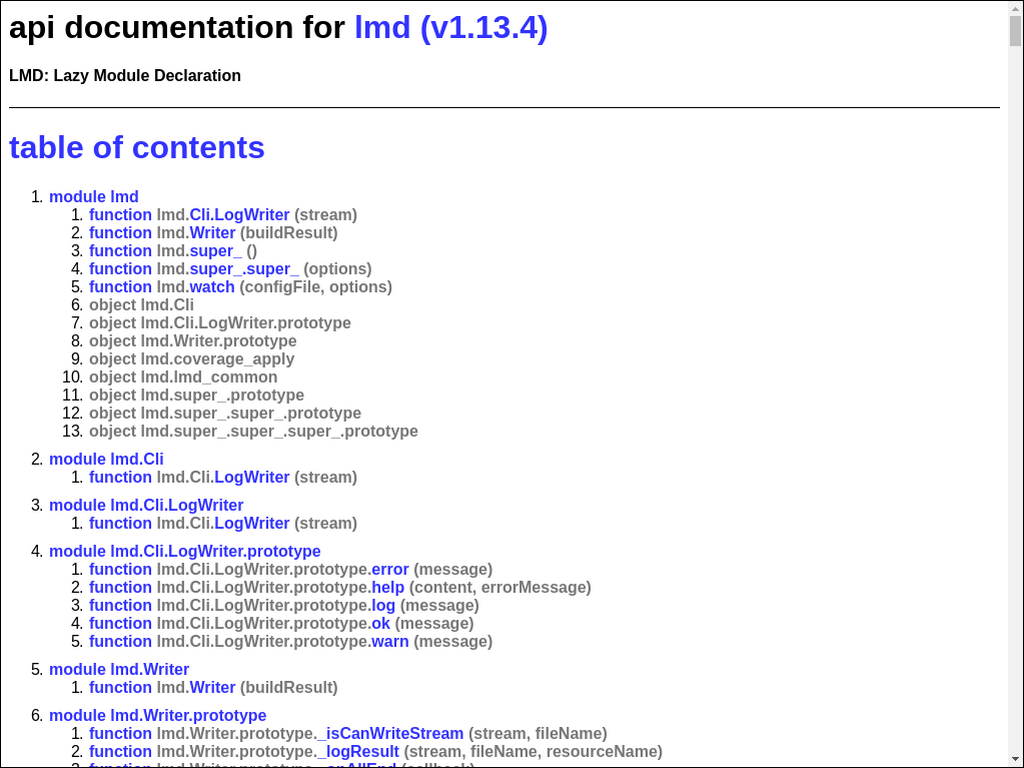 api documentation for lmd (v1.13.4)
LMD: Lazy Module Declaration
table of contents
1. module lmd
1. function lmd.Cli.LogWriter (stream)
2. function lmd.Writer (buildResult)
3. function lmd.super_ ()
4. function lmd.super_.super_ (options)
5. function lmd.watch (configFile, options)
6. object lmd.Cli
7. object lmd.Cli.LogWriter.prototype
8. object lmd.Writer.prototype
9. object lmd.coverage_apply
10. object lmd.lmd_common
11. object lmd.super_.prototype
12. object lmd.super_.super_.prototype
13. object lmd.super_.super_.super_.prototype
2. module lmd.Cli
1. function lmd.Cli.LogWriter (stream)
3. module lmd.Cli.LogWriter
1. function lmd.Cli.LogWriter (stream)
4. module lmd.Cli.LogWriter.prototype
1. function lmd.Cli.LogWriter.prototype.error (message)
2. function lmd.Cli.LogWriter.prototype.help (content, errorMessage)
3. function lmd.Cli.LogWriter.prototype.log (message)
4. function lmd.Cli.LogWriter.prototype.ok (message)
5. function lmd.Cli.LogWriter.prototype.warn (message)
5. module lmd.Writer
1. function lmd.Writer (buildResult)
6. module lmd.Writer.prototype
1. function lmd.Writer.prototype._isCanWriteStream (stream, fileName)
2. function lmd.Writer.prototype._logResult (stream, fileName, resourceName)
3. function lmd.Writer.prototype._onAllEnd (callback)